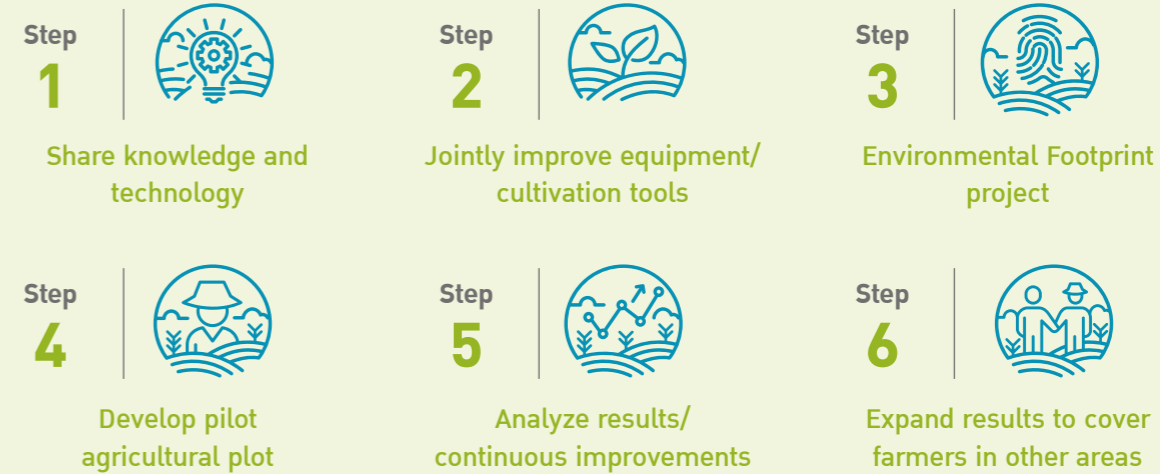 Step
1
Share knowledge and
technology
Step
2
Jointly improve equipment/
cultivation tools
Step
3
Environmental Footprint
project
Step
4
Develop pilot
agricultural plot
Step
5
Analyze results/
continuous improvements
Step
6
Expand results to cover
farmers in other areas